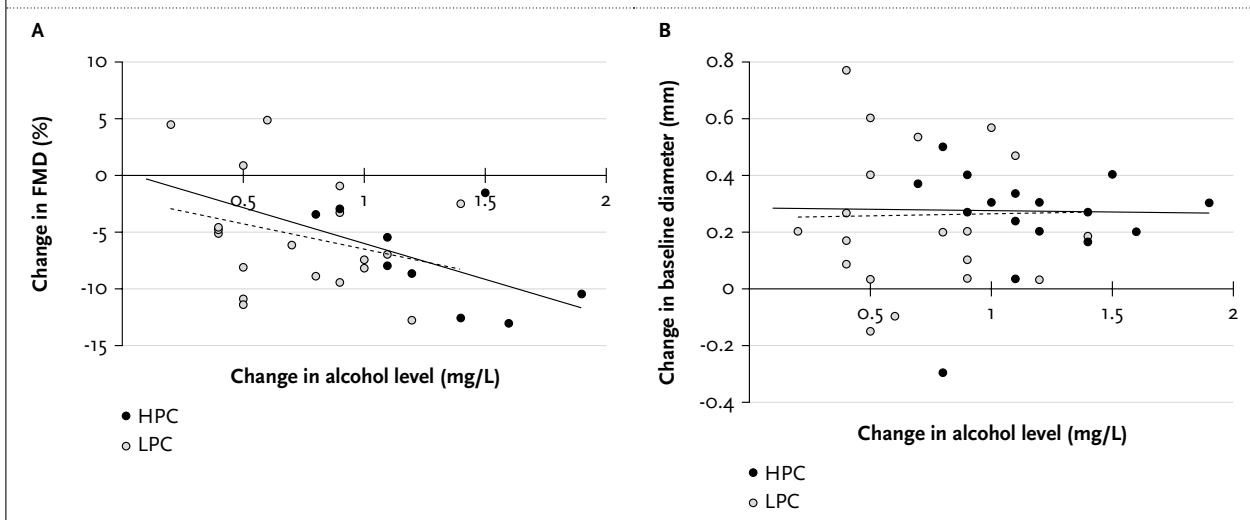 A
10
5
0
-5
-10
-15
0.5
1
1.5
2
Change in FMD (%)
Change in alcohol level (mg/L)
HPC
LPC
B
0.8
0.6
0.4
0.2
0
-0.2
-0.4
0.5
1
1.5
2
Change in baseline diameter (mm)
Change in alcohol level (mg/L)
HPC
LPC